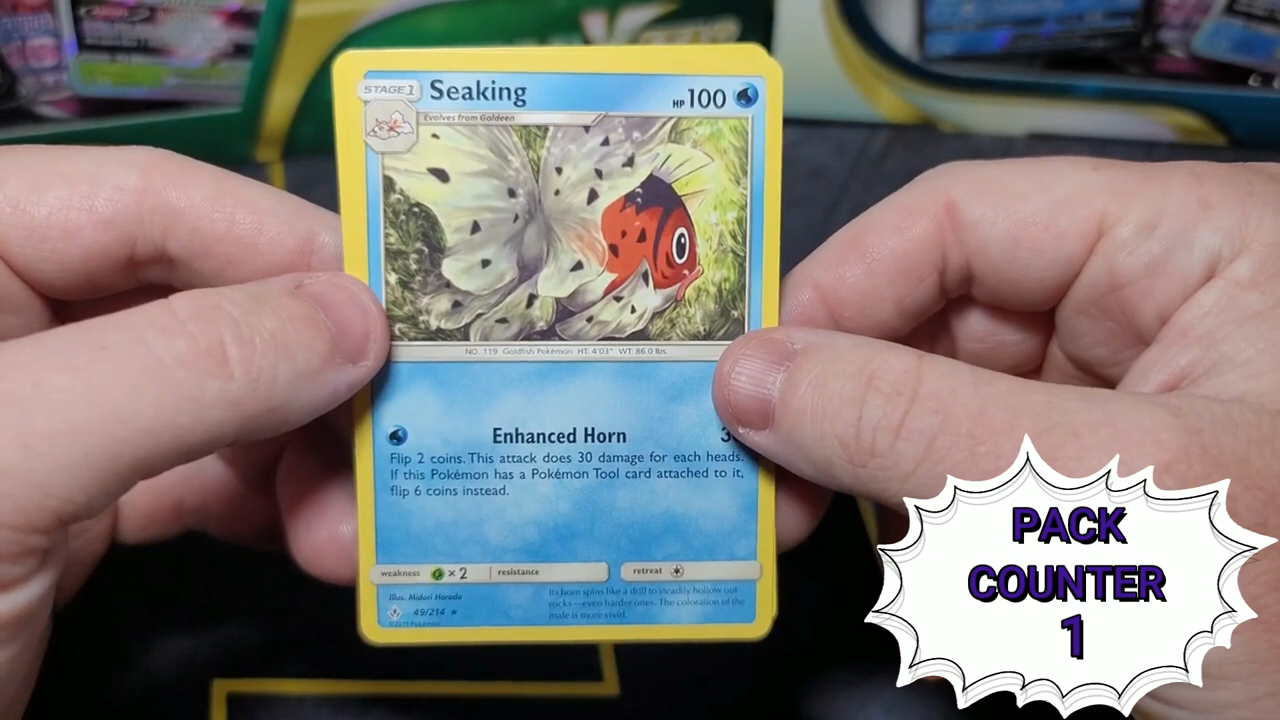 STAGE 1
Seaking
HP 100
Evolves from Goldeen
NO. 119 Goldfish Pokémon HT: 4'03" WT: 86.0 lbs.
Enhanced Horn
Flip 2 coins. This attack does 30 damage for each heads.
If this Pokémon has a Pokémon Tool card attached to it,
flip 6 coins instead.
weakness ×2 resistance
retreat
Illus. Midori Harada
49/214 ★
©2019 Pokémon
Its horn spins like a drill to steadily hollow out
rocks—even harder ones. The coloration of the
male is more vivid.
PACK
COUNTER
1